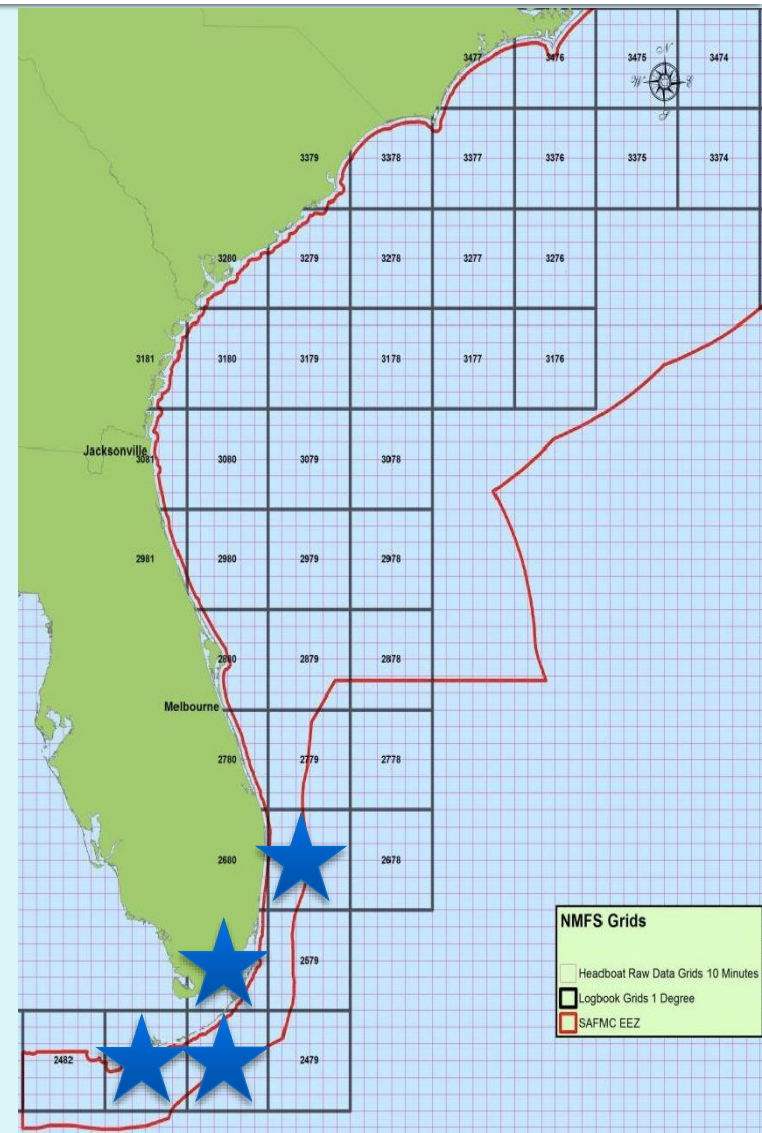 3477 3476 3475 3474
N
W E
S
3379 3378 3377 3376 3375 3374
3280 3279 3278 3277 3276
3181 3180 3179 3178 3177 3176
Jacksonville
3081 3080 3079 3078
2981 2980 2979 2978
2880 2879 2878
Melbourne
2780 2779 2778
2680 2678
2579
2482 2479
NMFS Grids
Headboat Raw Data Grids 10 Minutes
Logbook Grids 1 Degree
SAFMC EEZ